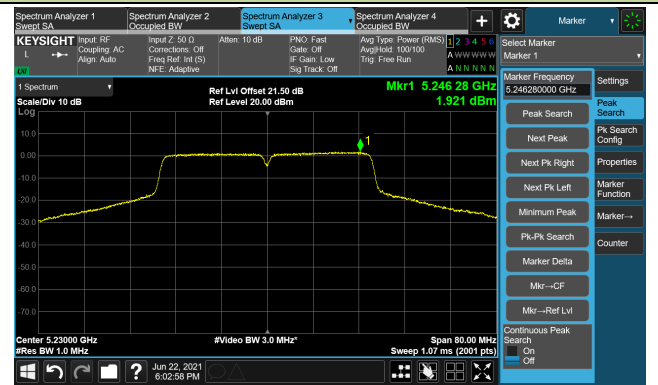 Spectrum Analyzer 1
Swept SA
Spectrum Analyzer 2
Occupied BW
Spectrum Analyzer 3
Swept SA
Spectrum Analyzer 4
Occupied BW
+
Marker
KEYSIGHT
L
Input: RF
Coupling: AC
Align: Auto
Input Z: 50 Ω
Corrections: Off
Freq Ref: Int (S)
NFE: Adaptive
Atten: 10 dB
PNO: Fast
Gate: Off
IF Gain: Low
Sig Track: Off
Avg Type: Power (RMS)
Avg|Hold: 100/100
Trig: Free Run
1 2 3 4 5 6
A W W W W W
A N N N N N
Select Marker
Marker 1
1 Spectrum
Scale/Div 10 dB
Log
Ref Lvl Offset 21.50 dB
Ref Level 20.00 dBm
Mkr1 5.246 28 GHz
1.921 dBm
10.0
0.00
-10.0
-20.0
-30.0
-40.0
-50.0
-60.0
-70.0
1
Center 5.23000 GHz
#Res BW 1.0 MHz
#Video BW 3.0 MHz*
Span 80.00 MHz
Sweep 1.07 ms (2001 pts)
Marker Frequency
5.246280000 GHz
Peak Search
Next Peak
Next Pk Right
Next Pk Left
Minimum Peak
Pk-Pk Search
Marker Delta
Mkr→CF
Mkr→Ref Lvl
Continuous Peak
Search
On
Off
Settings
Peak
Search
Pk Search
Config
Properties
Marker
Function
Marker→
Counter
?
Jun 22, 2021
6:02:58 PM